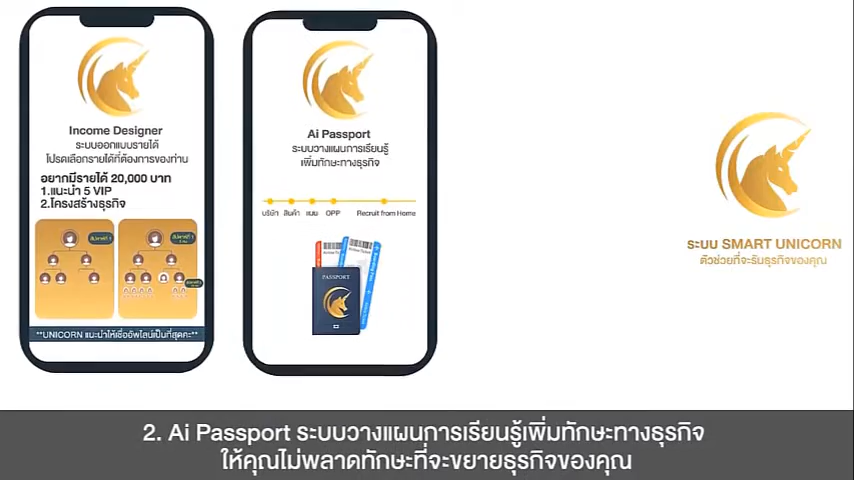 Income Designer
ระบบออกแบบรายได้
โปรดเลือกรายได้ที่ต้องการของท่าน
อยากมีรายได้ 20,000 บาท
1.แนะนำ 5 VIP
2.โครงสร้างธุรกิจ
**UNICORN แนะนำให้เชื่ออัพไลน์เป็นที่สุดคะ**
Ai Passport
ระบบวางแผนการเรียนรู้
เพิ่มทักษะทางธุรกิจ
บริษัท สินค้า แผน OPP Recruit from Home
PASSPORT
ระบบ SMART UNICORN
ตัวช่วยที่จะรันธุรกิจของคุณ
2. Ai Passport ระบบวางแผนการเรียนรู้เพิ่มทักษะทางธุรกิจ
ให้คุณไม่พลาดทักษะที่จะขยายธุรกิจของคุณ